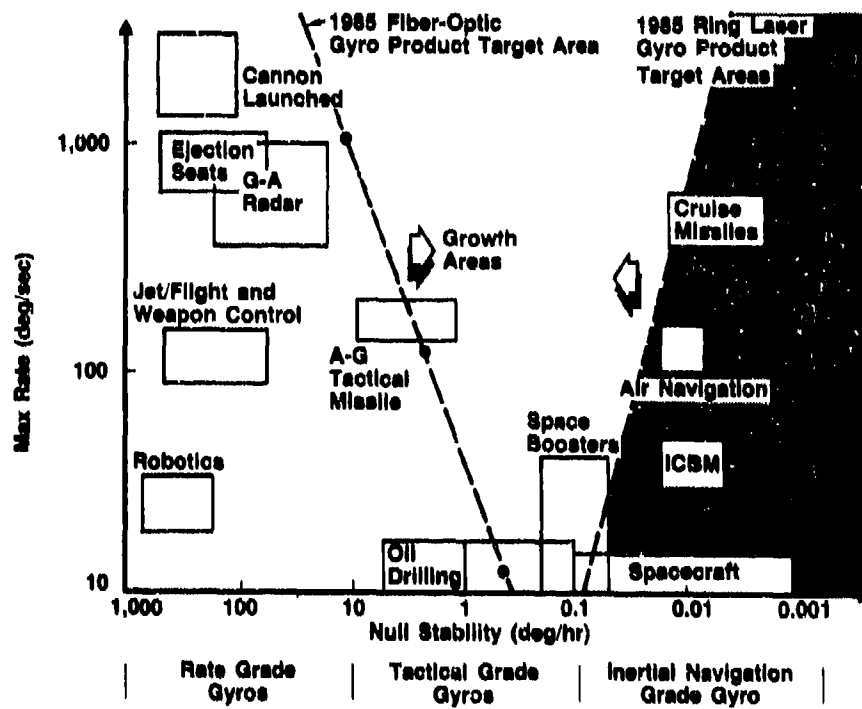 1985 Fiber-Optic
Gyro Product Target Area
1985 Ring Laser
Gyro Product
Target Areas
Cannon
Launched
1,000
Ejection
Seats
G-A
Radar
Cruise
Missiles
Growth
Areas
Jet/Flight and
Weapon Control
Max Rate (deg/sec)
100
A-G
Tactical
Missile
Air Navigation
Space
Boosters
Robotics
ICBM
Oil
Drilling
Spacecraft
10
1,000
100
10
1
0.1
0.01
0.001
Null Stability (deg/hr)
Rate Grade
Gyros
Tactical Grade
Gyros
Inertial Navigation
Grade Gyro